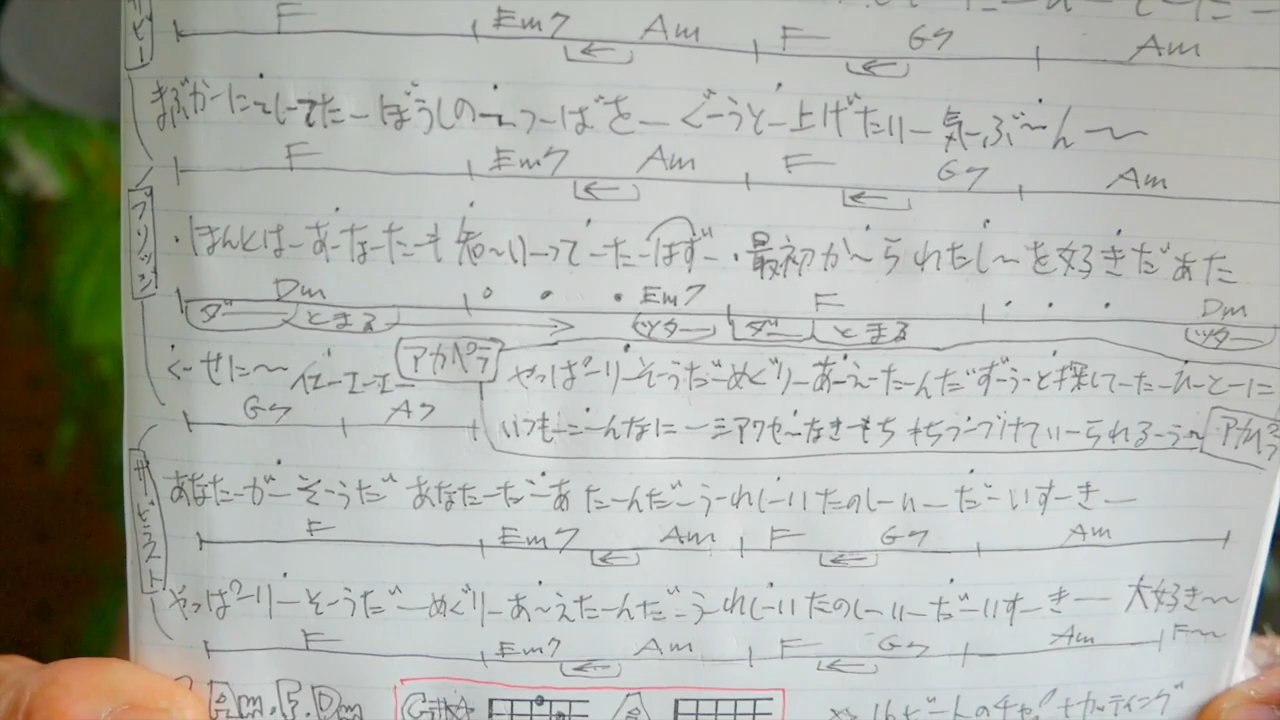 F Em7 Am F G7 Am
まぶかーにーしーてたーぼうしのーつーばをー ぐーうとー上げたいー気ーぶ〜ん〜
F Em7 Am F G7 Am
ブリッジ
・ほんとはーあーなーたーも知〜いーってーたーはずー・最初か〜らわたし〜を好きだぁた
Dm Em7 F Dm
ダー とまる ツター ダー とまる ツター
くーせに〜 イェーェーェー アカペラ やっぱーりーそーうだーめぐりーあーえーたーんだずーうーと探してーたーひーとーに
G7 A7 いつもーこーんなにーシアワセ〜なきーもち もちつーづけていーられるーう〜 アカペラ
サビラスト
あなたーがーそーうだ あなたーだーあたーんだーうーれしーいたのしーいーだーいすーきー
F Em7 Am F G7 Am
やっぱーりーそーうだーめぐりーあ〜えたーんだーうーれしーいたのしーいーだーいすーきー 大好き〜
F Em7 Am F G7 Am F〜
Am.F.Dm